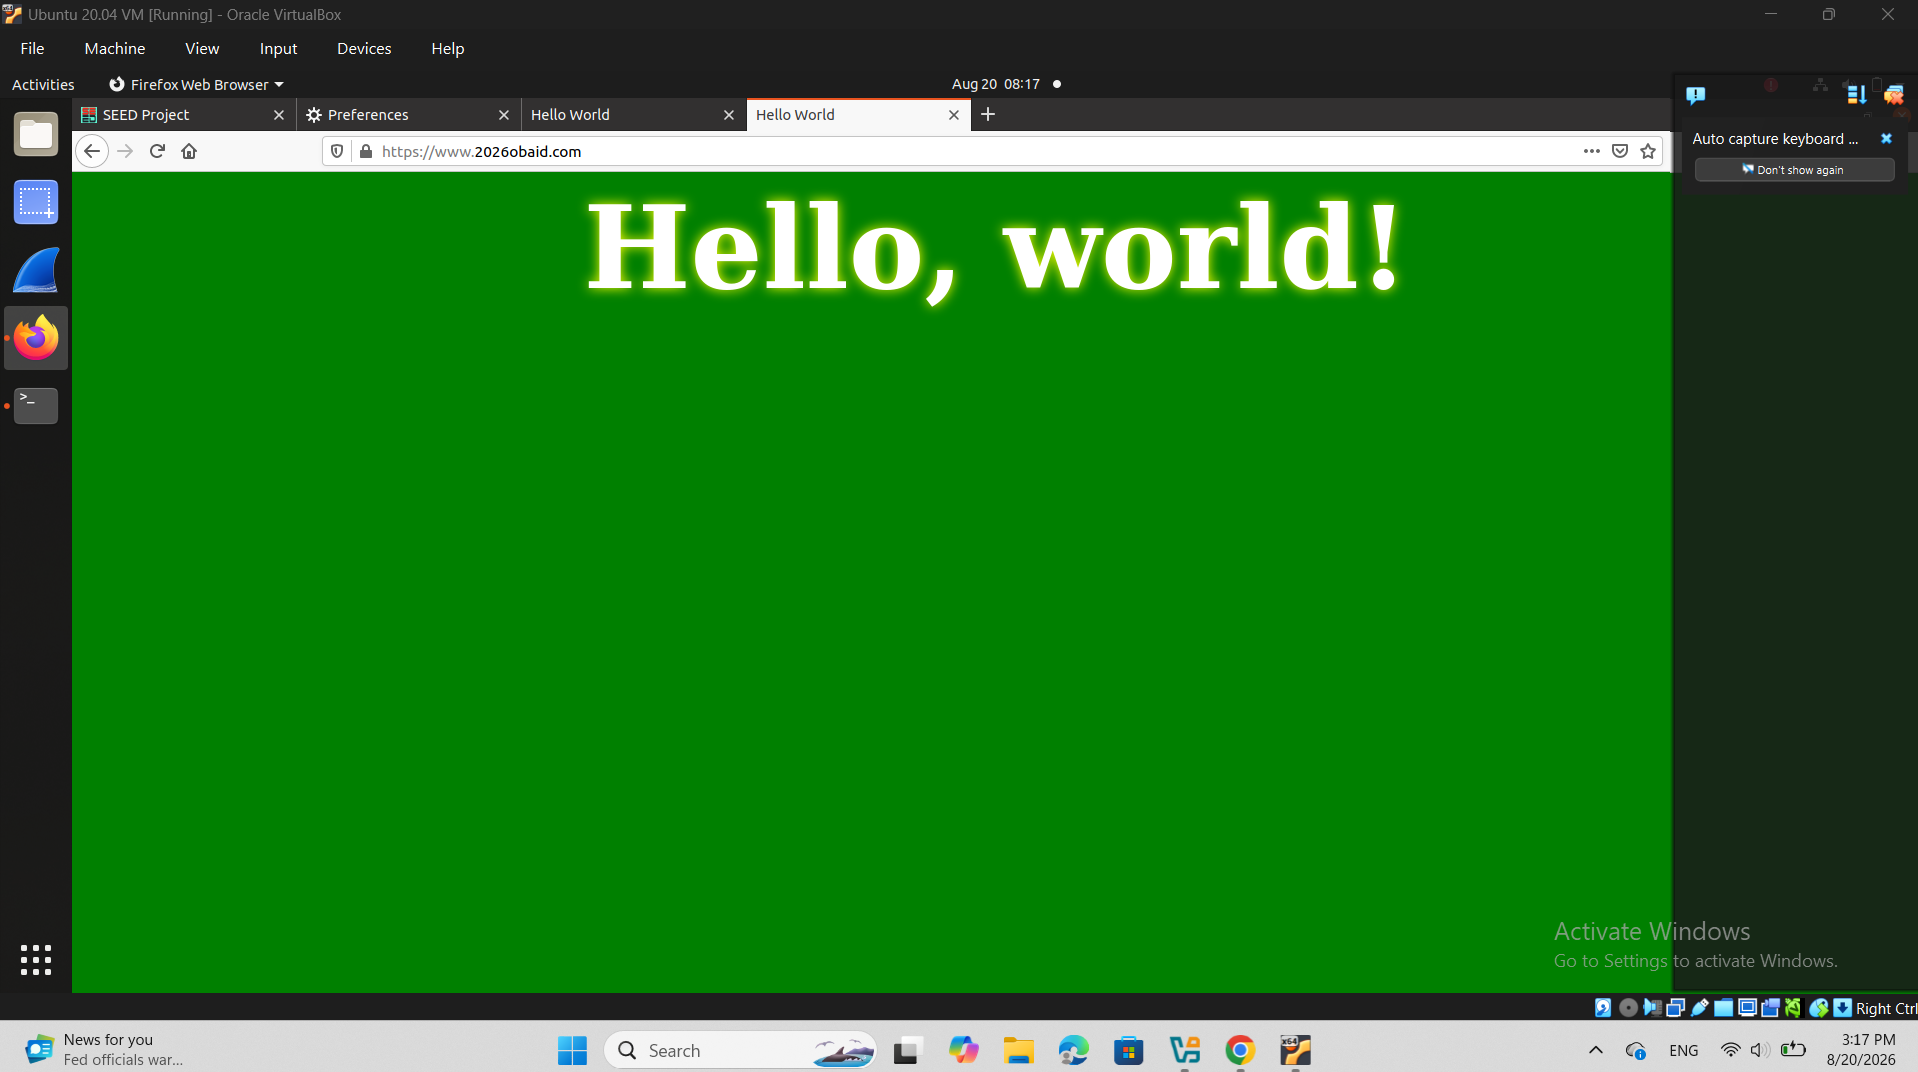 Ubuntu 20.04 VM [Running] - Oracle VirtualBox
File Machine View Input Devices Help
Activities Firefox Web Browser Aug 20 08:17
SEED Project Preferences Hello World Hello World
https://www.2026obaid.com
Auto capture keyboard ...
Don't show again
Hello, world!
>_
Activate Windows
Go to Settings to activate Windows.
Right Ctrl
News for you
Fed officials war...
Search
x64
ENG
3:17 PM
8/20/2026